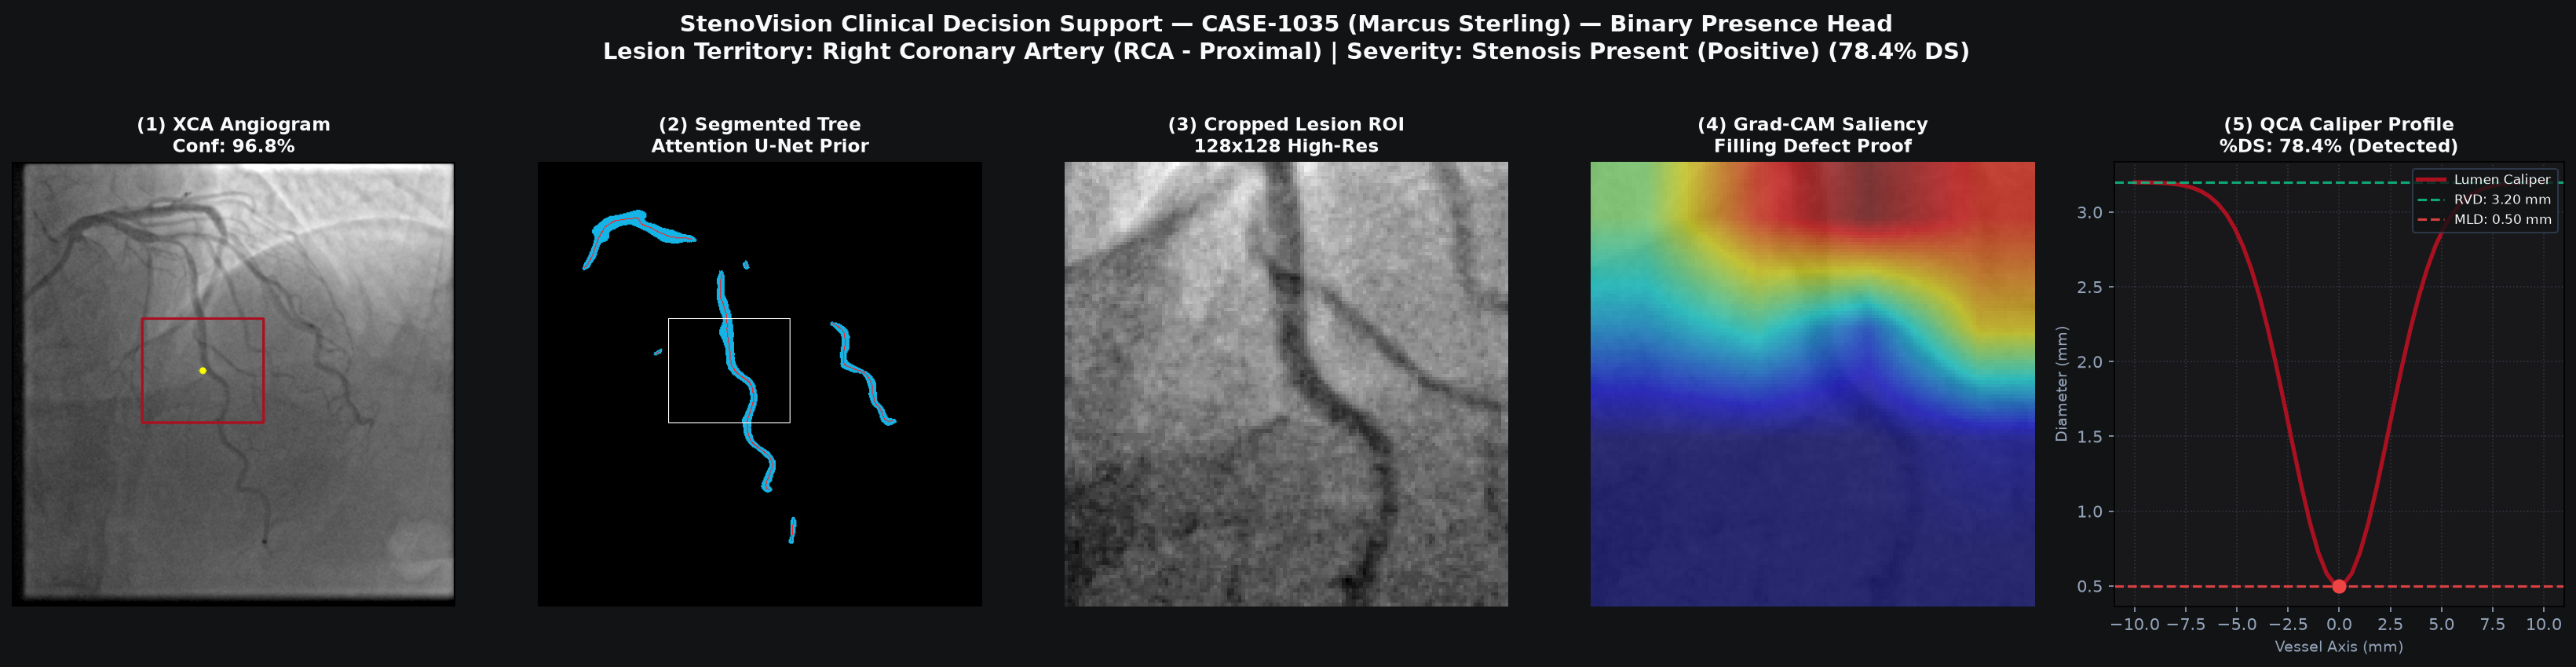 StenoVision Clinical Decision Support — CASE-1035 (Marcus Sterling) — Binary Presence Head
Lesion Territory: Right Coronary Artery (RCA - Proximal) | Severity: Stenosis Present (Positive) (78.4% DS)
(1) XCA Angiogram
Conf: 96.8%
(2) Segmented Tree
Attention U-Net Prior
(3) Cropped Lesion ROI
128x128 High-Res
(4) Grad-CAM Saliency
Filling Defect Proof
(5) QCA Caliper Profile
%DS: 78.4% (Detected)
Lumen Caliper
RVD: 3.20 mm
MLD: 0.50 mm
3.0
2.5
2.0
1.5
1.0
0.5
Diameter (mm)
−10.0 −7.5 −5.0 −2.5 0.0 2.5 5.0 7.5 10.0
Vessel Axis (mm)